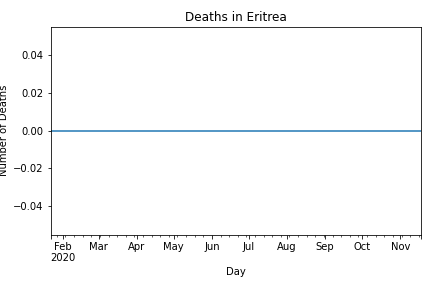 Deaths in Eritrea
Number of Deaths
0.04
0.02
0.00
−0.02
−0.04
Feb Mar Apr May Jun Jul Aug Sep Oct Nov
2020
Day